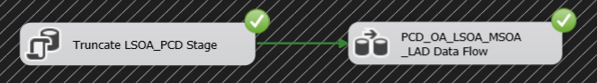 Truncate LSOA_PCD Stage
PCD_OA_LSOA_MSOA
_LAD Data Flow